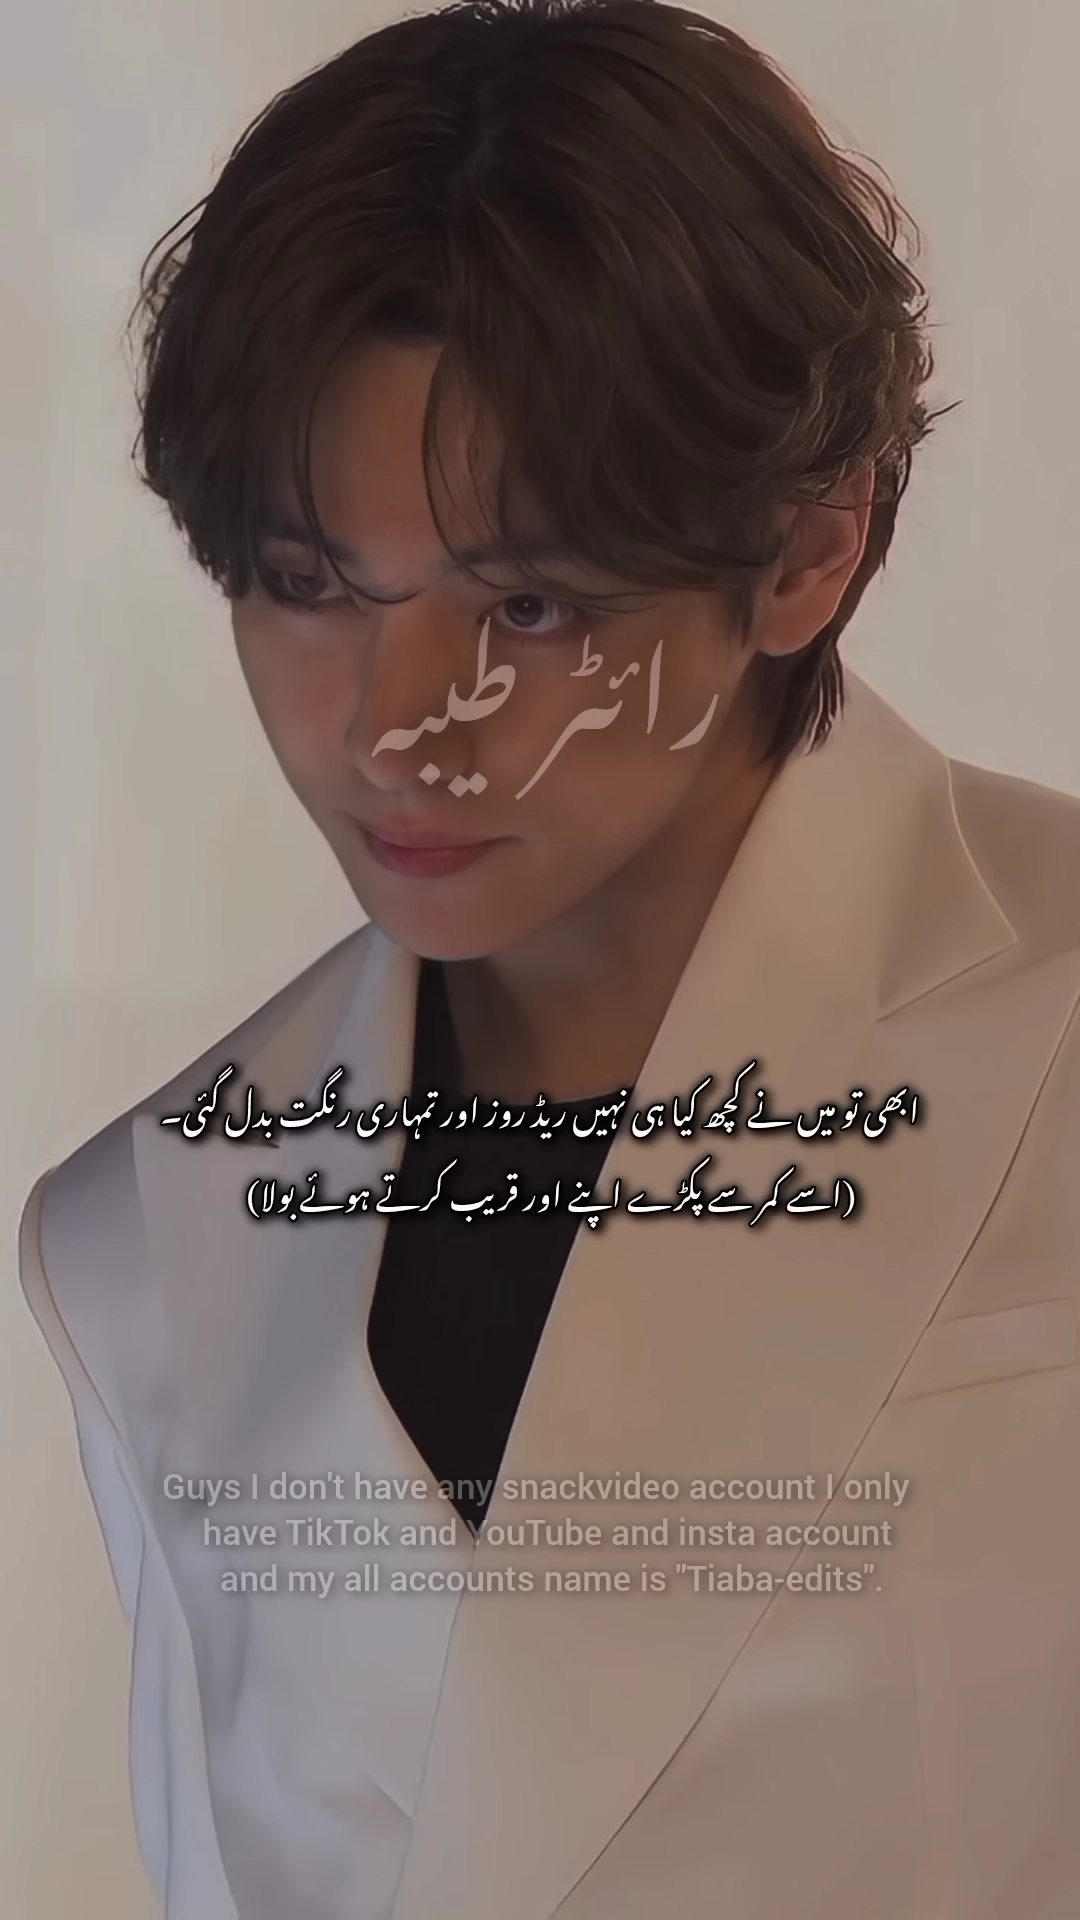 رائٹر طیبہ
ابھی تو میں نے کچھ کیا ہی نہیں ریڈ روز اور تمہاری رنگت بدل گئی۔
(اسے کمر سے پکڑے اپنے اور قریب کرتے ہوئے بولا)
Guys I don't have any snackvideo account I only
have TikTok and YouTube and insta account
and my all accounts name is "Tiaba-edits".